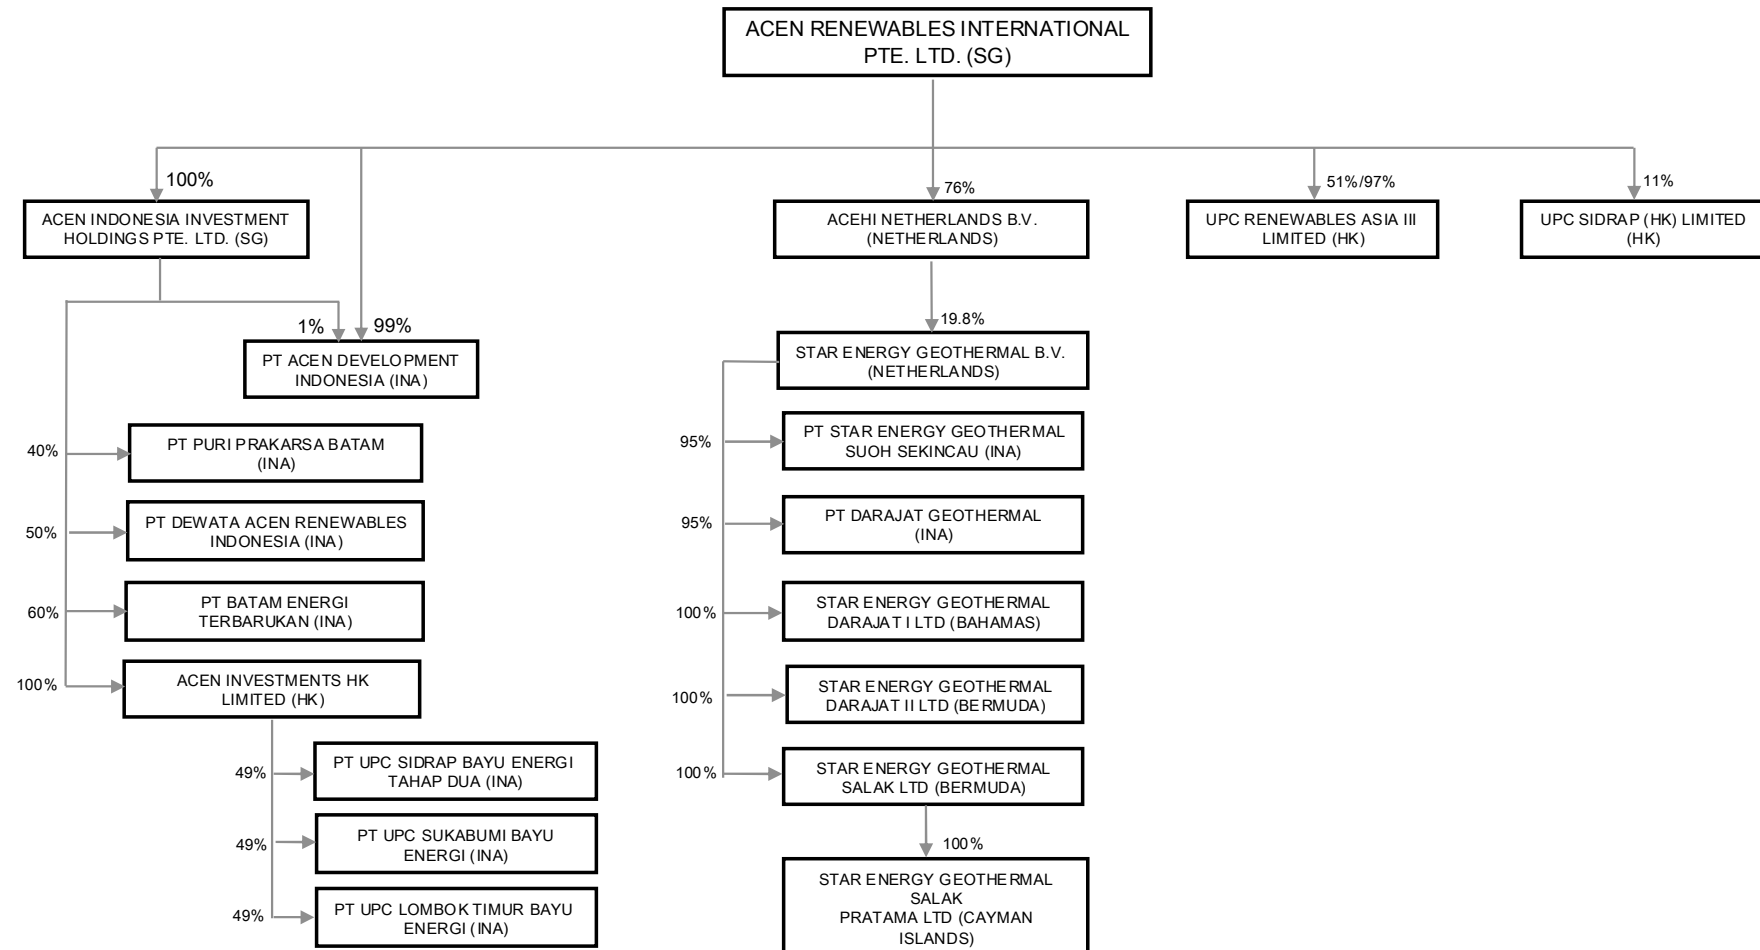 ACEN RENEWABLES INTERNATIONAL
PTE. LTD. (SG)
100%
76%
51%/97%
11%
ACEN INDONESIA INVESTMENT
HOLDINGS PTE. LTD. (SG)
ACEHI NETHERLANDS B.V.
(NETHERLANDS)
UPC RENEWABLES ASIA III
LIMITED (HK)
UPC SIDRAP (HK) LIMITED
(HK)
1%
99%
PT ACEN DEVELOPMENT
INDONESIA (INA)
40%
PT PURI PRAKARSA BATAM
(INA)
50%
PT DEWATA ACEN RENEWABLES
INDONESIA (INA)
60%
PT BATAM ENERGI
TERBARUKAN (INA)
100%
ACEN INVESTMENTS HK
LIMITED (HK)
49%
PT UPC SIDRAP BAYU ENERGI
TAHAP DUA (INA)
49%
PT UPC SUKABUMI BAYU
ENERGI (INA)
49%
PT UPC LOMBOK TIMUR BAYU
ENERGI (INA)
19.8%
STAR ENERGY GEOTHERMAL B.V.
(NETHERLANDS)
95%
PT STAR ENERGY GEOTHERMAL
SUOH SEKINCAU (INA)
95%
PT DARAJAT GEOTHERMAL
(INA)
100%
STAR ENERGY GEOTHERMAL
DARAJAT I LTD (BAHAMAS)
100%
STAR ENERGY GEOTHERMAL
DARAJAT II LTD (BERMUDA)
100%
STAR ENERGY GEOTHERMAL
SALAK LTD (BERMUDA)
100%
STAR ENERGY GEOTHERMAL
SALAK
PRATAMA LTD (CAYMAN
ISLANDS)